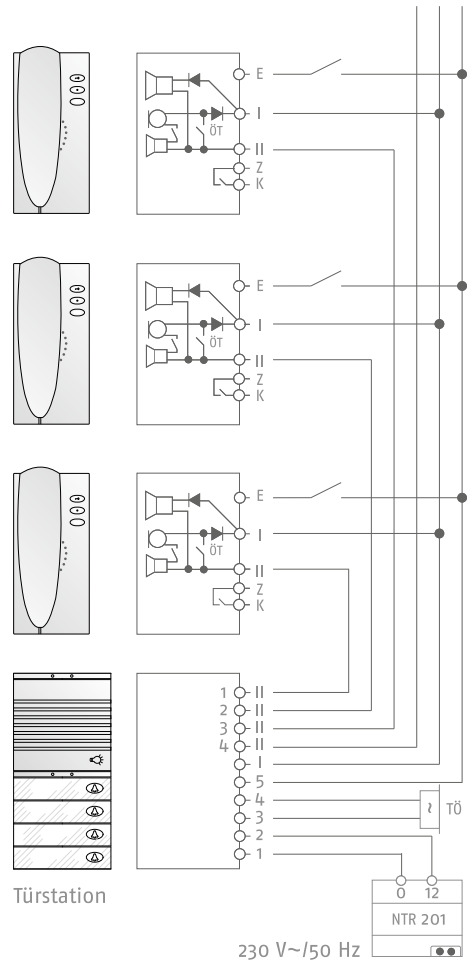 E
I
ÖT
II
Z
K
E
I
ÖT
II
Z
K
E
I
ÖT
II
Z
K
1 II
2 II
3 II
4 II
I
5
4
TÖ
~
3
2
1
Türstation
0 12
NTR 201
230 V~/50 Hz